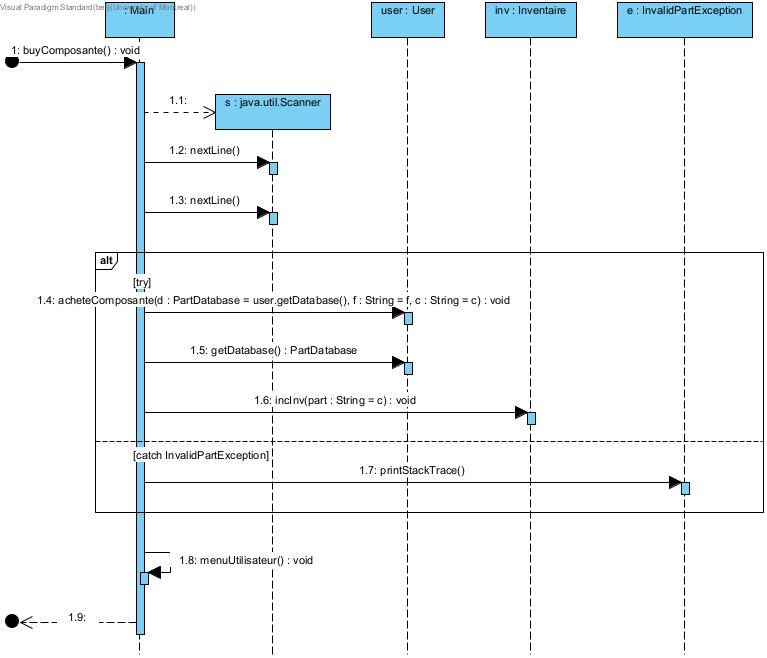 Visual Paradigm Standard(
University of Montreal))
: Main
user : User
inv : Inventaire
e : InvalidPartException
1: buyComposante() : void
1.1:
s : java.util.Scanner
1.2: nextLine()
1.3: nextLine()
alt
[try]
1.4: acheteComposante(d : PartDatabase = user.getDatabase(), f : String = f, c : String = c) : void
1.5: getDatabase() : PartDatabase
1.6: incInv(part : String = c) : void
[catch InvalidPartException]
1.7: printStackTrace()
1.8: menuUtilisateur() : void
1.9: